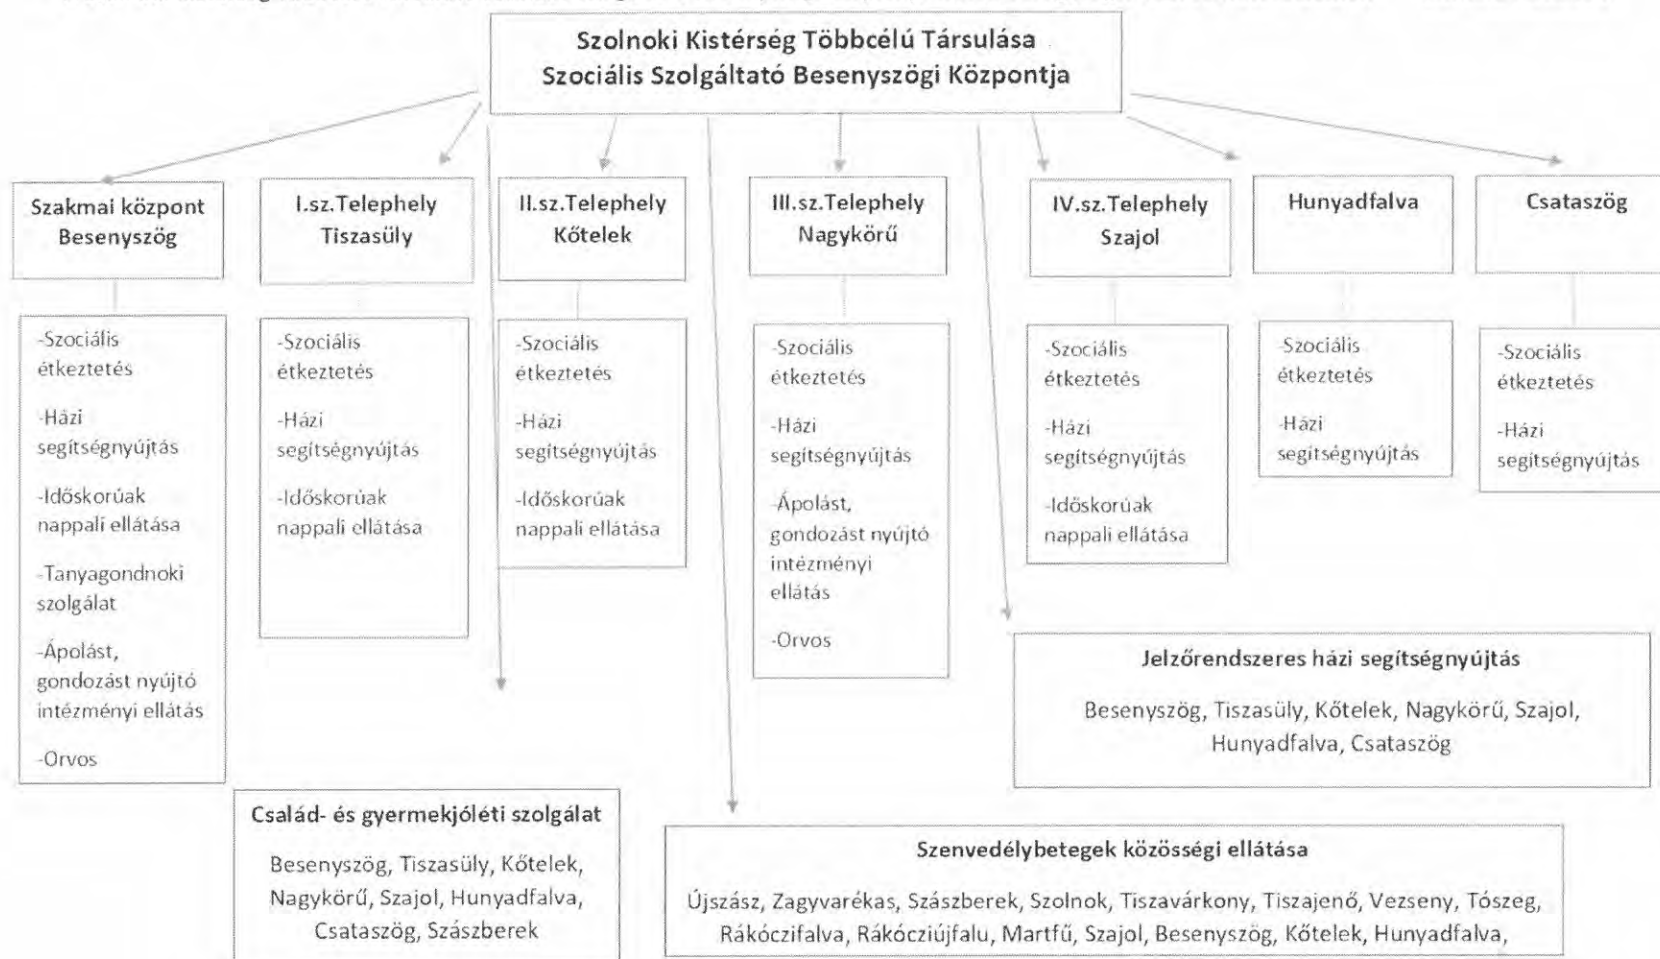 Szolnoki Kistérség Többcélú Társulása
Szociális Szolgáltató Besenyszögi Központja
Szakmai központ
Besenyszög
I.sz.Telephely
Tiszasüly
II.sz.Telephely
Kőtelek
III.sz.Telephely
Nagykörű
IV.sz.Telephely
Szajol
Hunyadfalva
Csataszög
-Szociális
étkeztetés
-Házi
segítségnyújtás
-Időskorúak
nappali ellátása
-Tanyagondnoki
szolgálat
-Ápolást,
gondozást nyújtó
intézményi ellátás
-Orvos
-Szociális
étkeztetés
-Házi
segítségnyújtás
-Időskorúak
nappali ellátása
-Szociális
étkeztetés
-Házi
segítségnyújtás
-Időskorúak
nappali ellátása
-Szociális
étkeztetés
-Házi
segítségnyújtás
-Ápolást,
gondozást nyújtó
intézményi
ellátás
-Orvos
-Szociális
étkeztetés
-Házi
segítségnyújtás
-Időskorúak
nappali ellátása
-Szociális
étkeztetés
-Házi
segítségnyújtás
-Szociális
étkeztetés
-Házi
segítségnyújtás
Jelzőrendszeres házi segítségnyújtás
Besenyszög, Tiszasüly, Kőtelek, Nagykörű, Szajol,
Hunyadfalva, Csataszög
Család- és gyermekjóléti szolgálat
Besenyszög, Tiszasüly, Kőtelek,
Nagykörű, Szajol, Hunyadfalva,
Csataszög, Szászberek
Szenvedélybetegek közösségi ellátása
Újszász, Zagyvarékas, Szászberek, Szolnok, Tiszavárkony, Tiszajenő, Vezseny, Tószeg,
Rákóczifalva, Rákócziújfalu, Martfű, Szajol, Besenyszög, Kőtelek, Hunyadfalva,